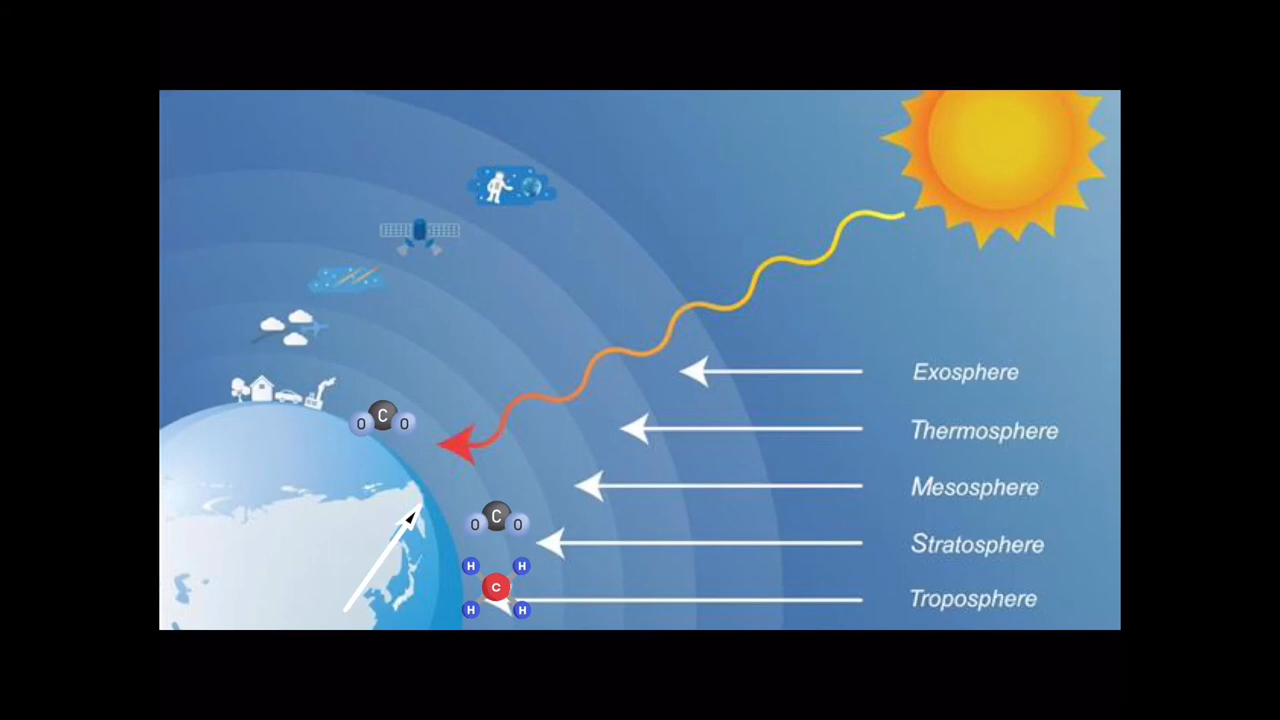 Exosphere
Thermosphere
Mesosphere
Stratosphere
Troposphere
O C O
O C O
H H
C
H H